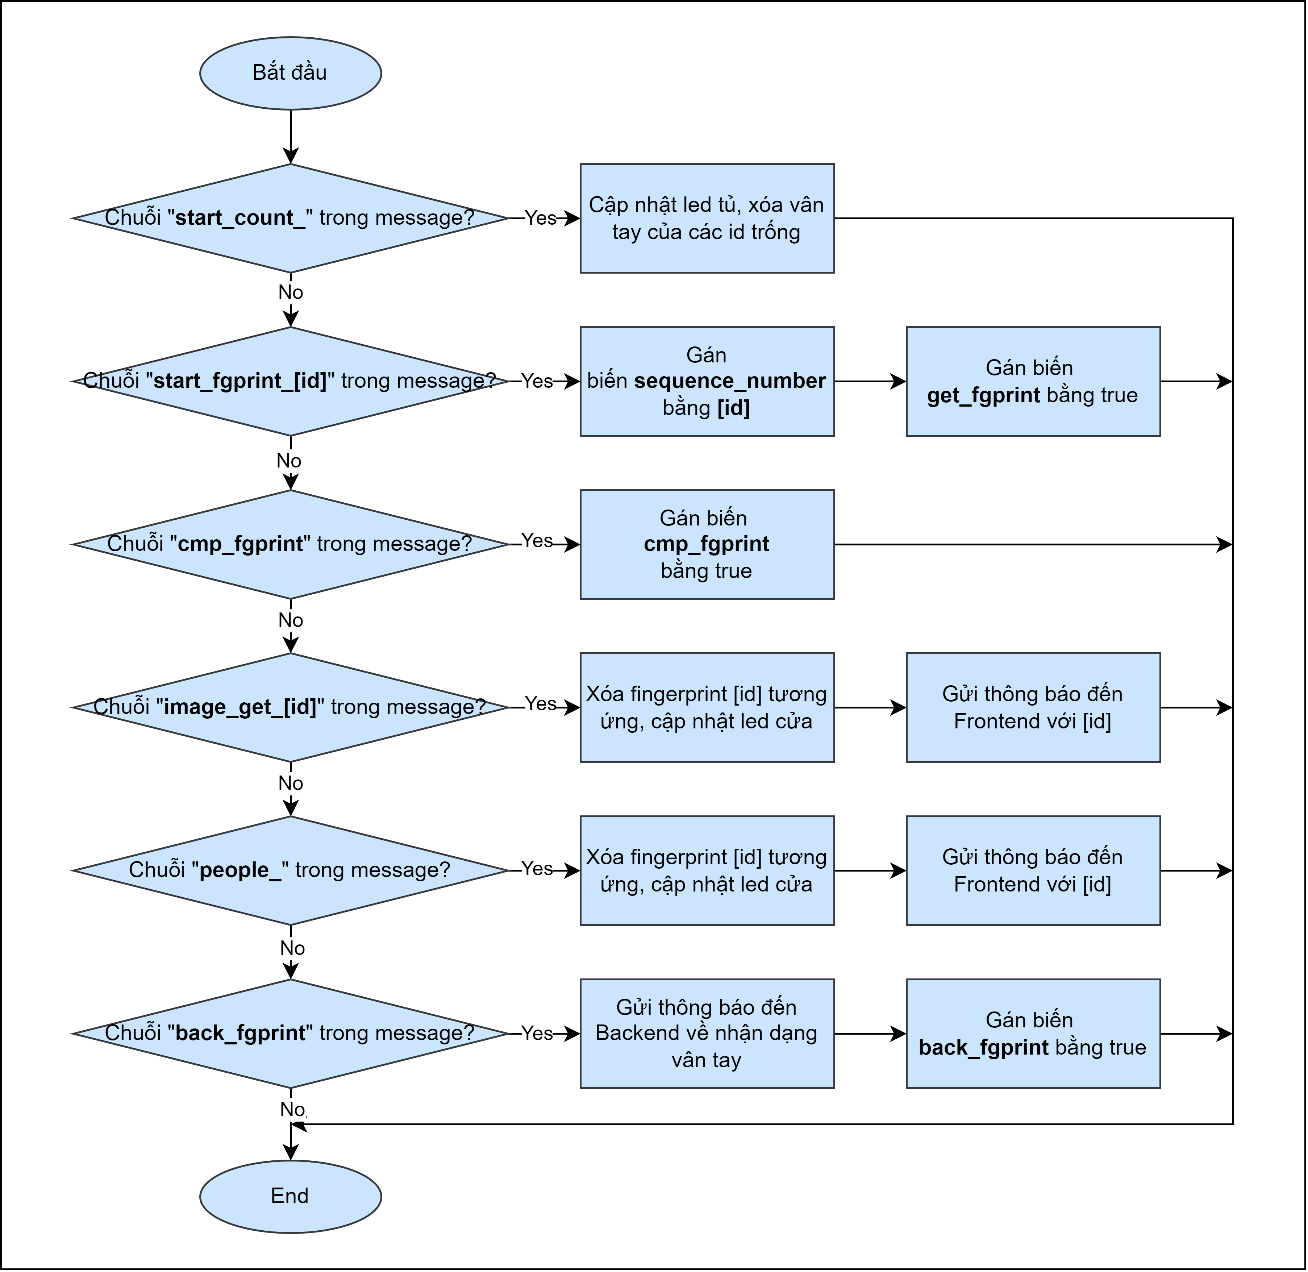 Bắt đầu
Chuỗi "start_count_" trong message?
Yes
Cập nhật led tủ, xóa vân
tay của các id trống
No
Chuỗi "start_fgprint_[id]" trong message?
Yes
Gán
biến sequence_number
bằng [id]
Gán biến
get_fgprint bằng true
No
Chuỗi "cmp_fgprint" trong message?
Yes
Gán biến
cmp_fgprint
bằng true
No
Chuỗi "image_get_[id]" trong message?
Yes
Xóa fingerprint [id] tương
ứng, cập nhật led cửa
Gửi thông báo đến
Frontend với [id]
No
Chuỗi "people_" trong message?
Yes
Xóa fingerprint [id] tương
ứng, cập nhật led cửa
Gửi thông báo đến
Frontend với [id]
No
Chuỗi "back_fgprint" trong message?
Yes
Gửi thông báo đến
Backend về nhận dạng
vân tay
Gán biến
back_fgprint bằng true
No
End